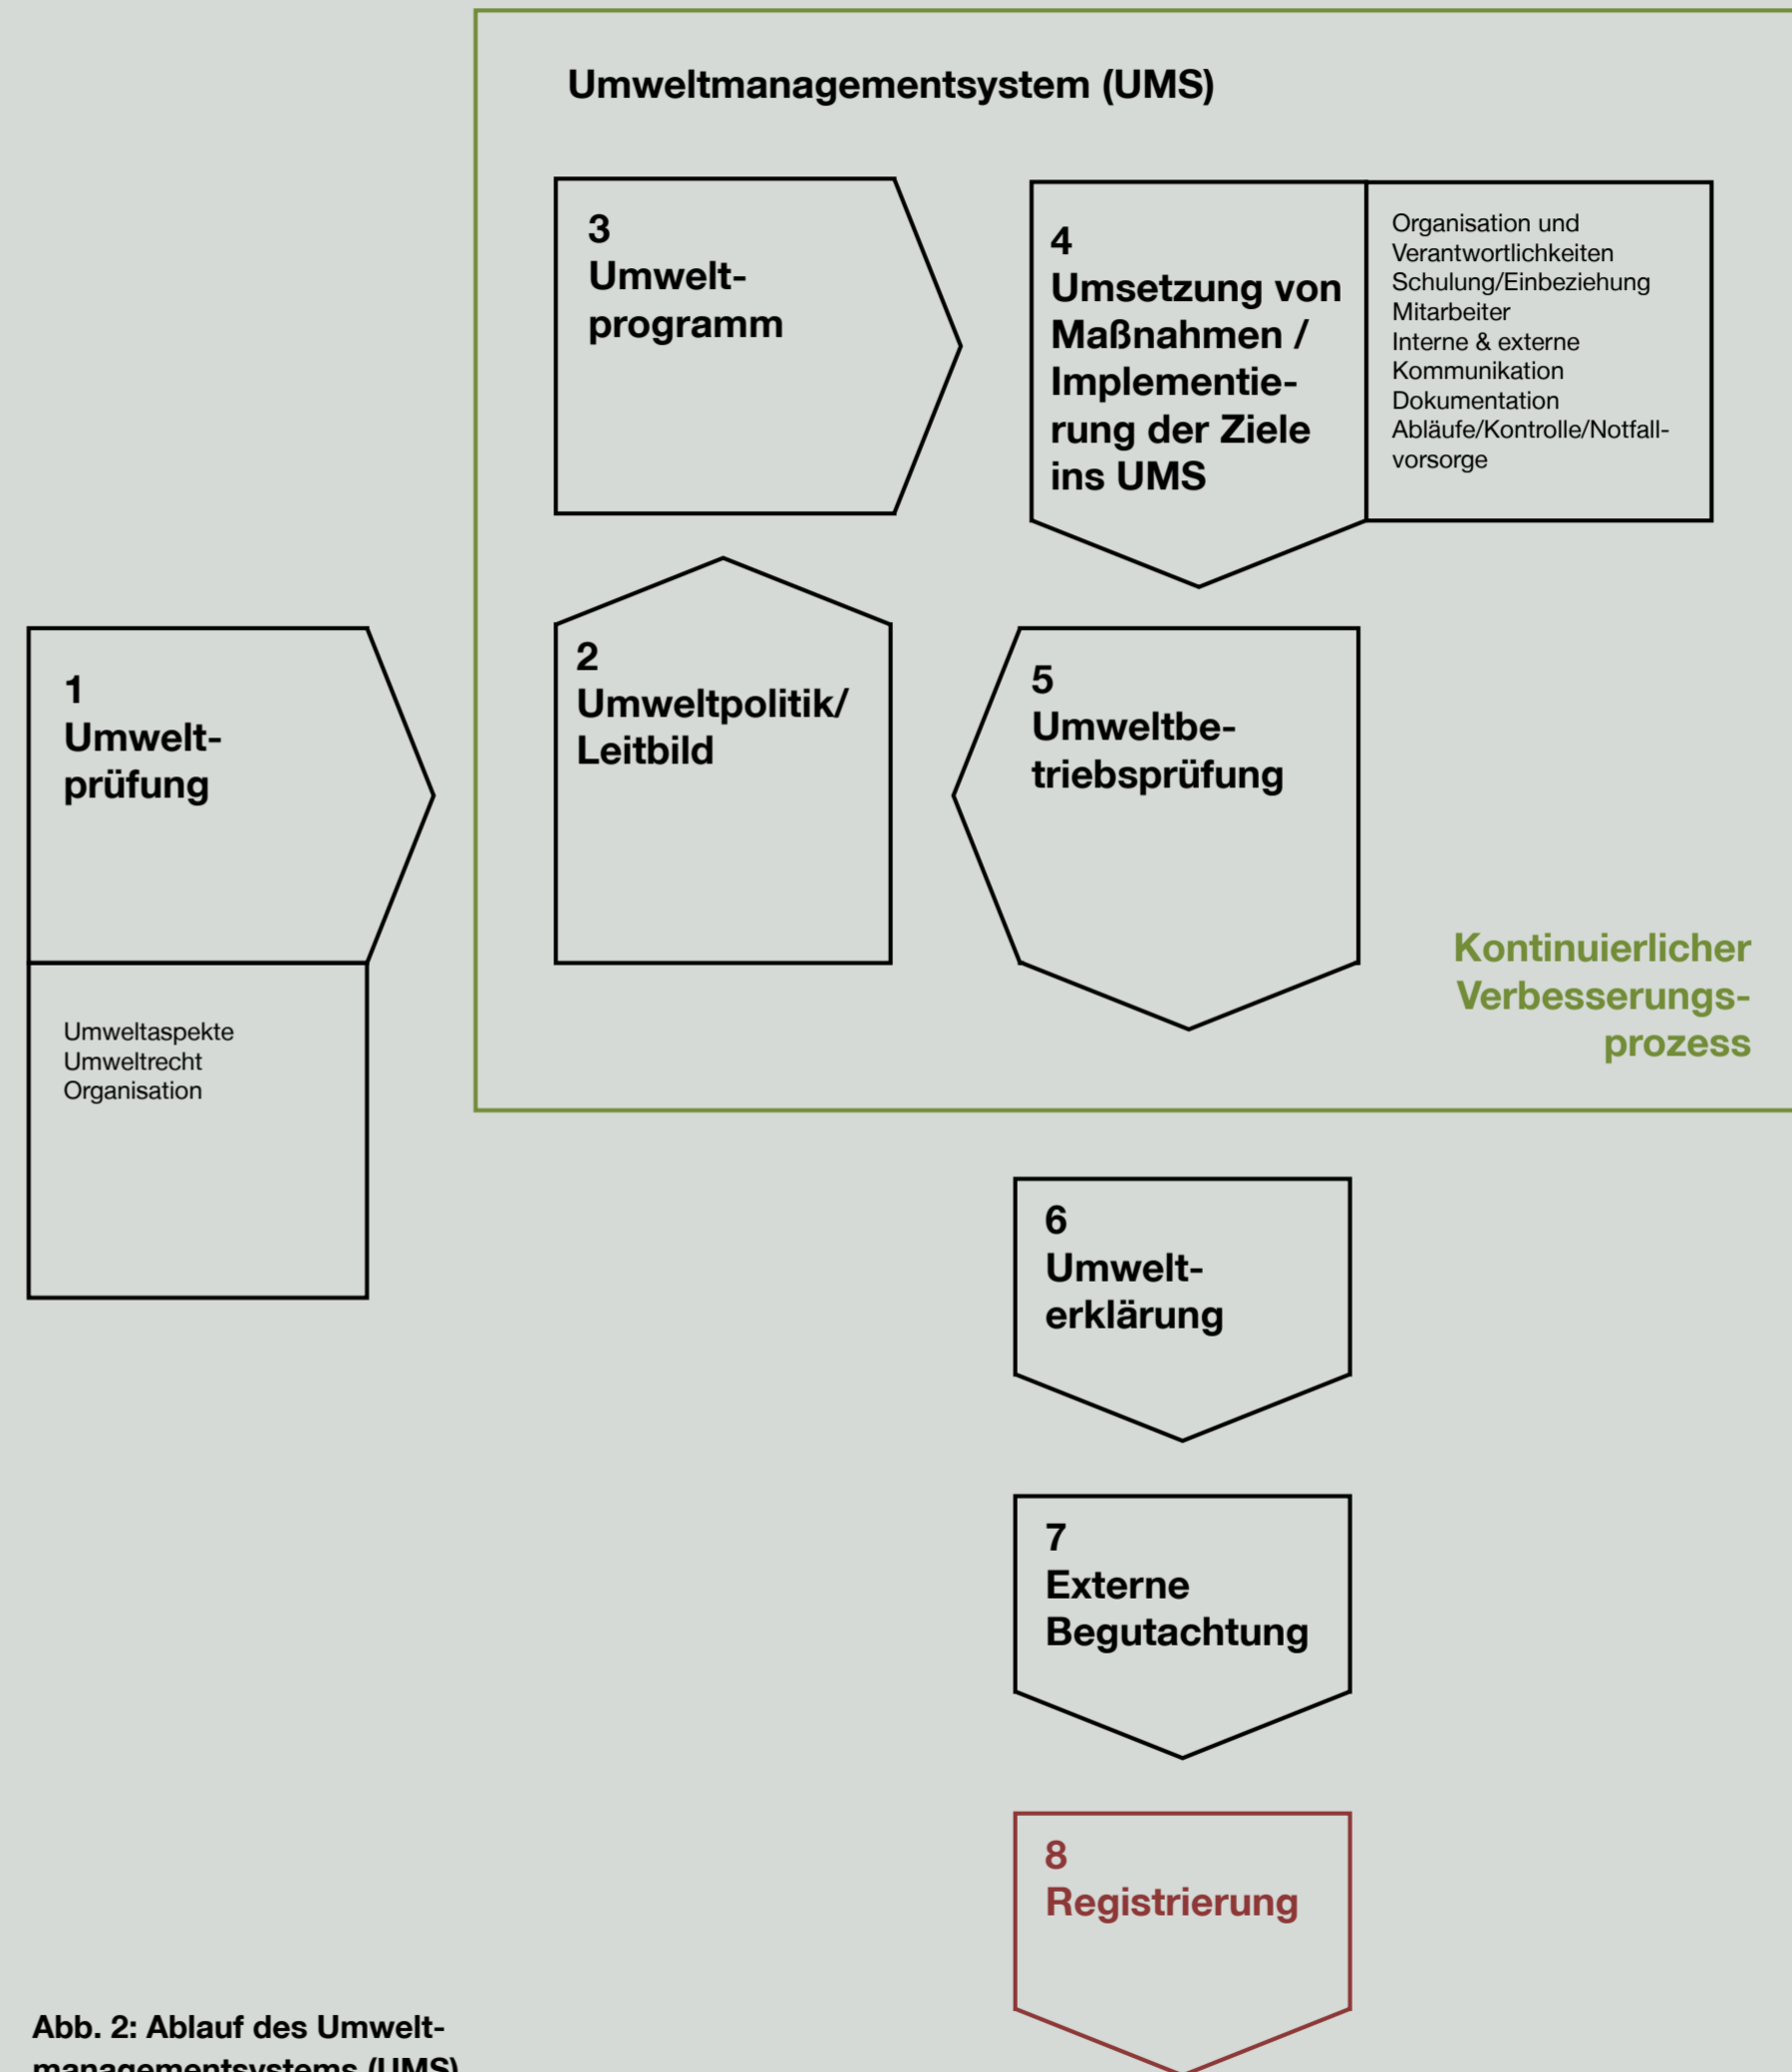 Umweltmanagementsystem (UMS)
3
Umwelt-
programm
4
Umsetzung von
Maßnahmen /
Implementie-
rung der Ziele
ins UMS
Organisation und
Verantwortlichkeiten
Schulung/Einbeziehung
Mitarbeiter
Interne & externe
Kommunikation
Dokumentation
Abläufe/Kontrolle/Notfall-
vorsorge
1
Umwelt-
prüfung
Umweltaspekte
Umweltrecht
Organisation
2
Umweltpolitik/
Leitbild
5
Umweltbe-
triebsprüfung
Kontinuierlicher
Verbesserungs-
prozess
6
Umwelt-
erklärung
7
Externe
Begutachtung
8
Registrierung
Abb. 2: Ablauf des Umwelt-
managementsystems (UMS)